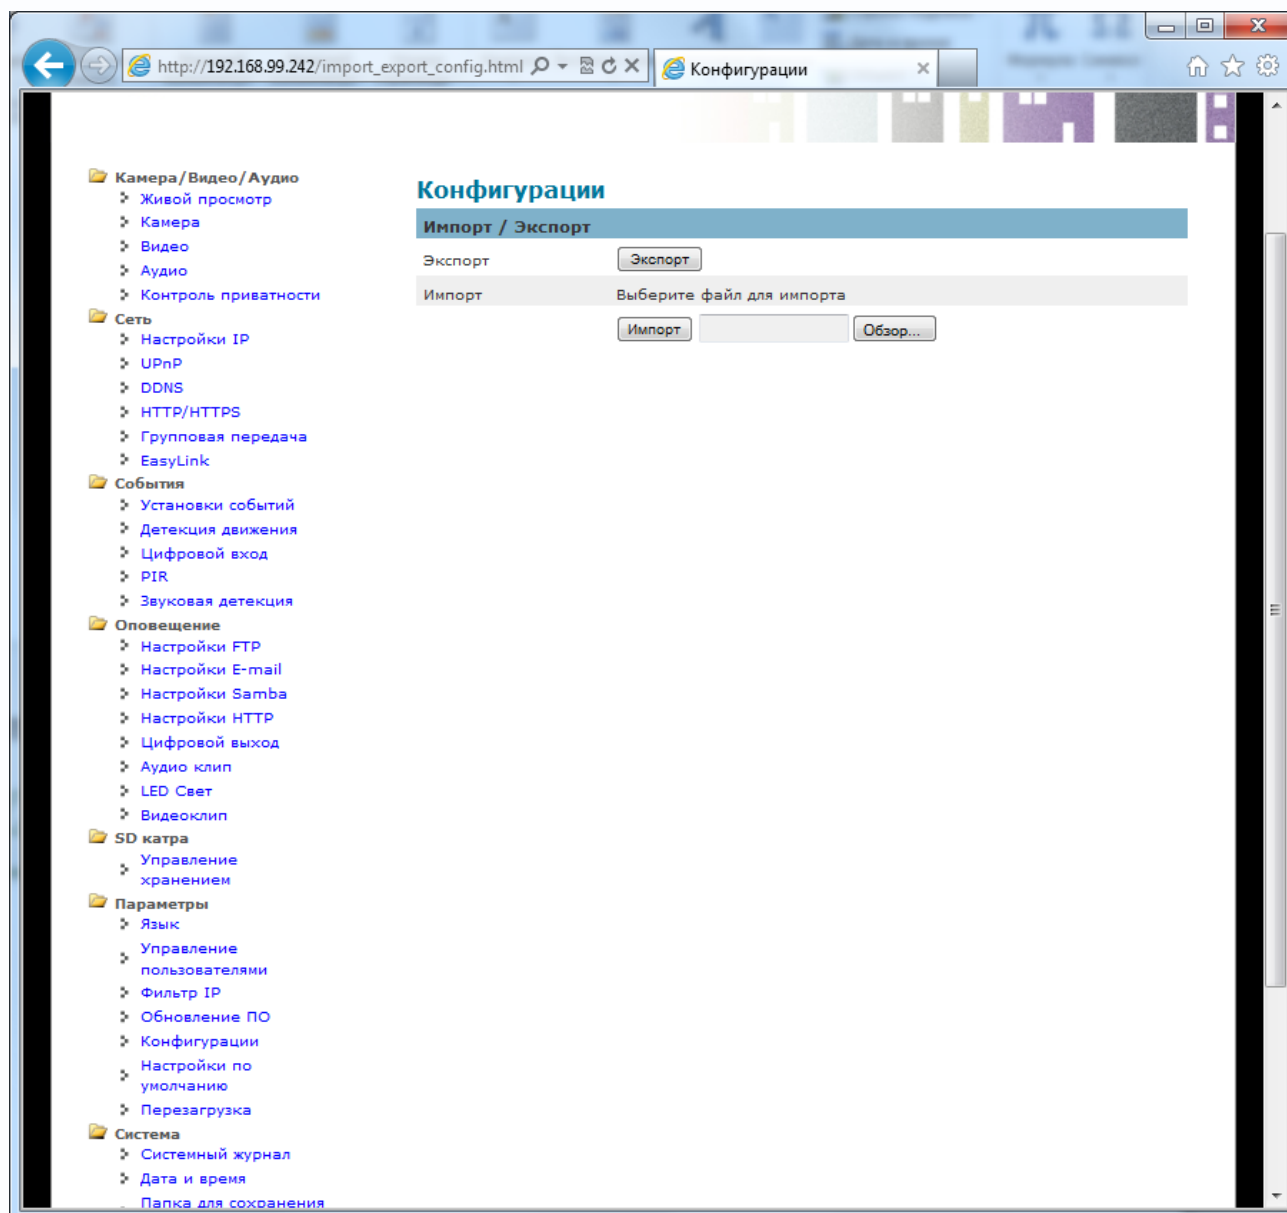 http://192.168.99.242/import_export_config.html
Конфигурации
Камера/Видео/Аудио
Живой просмотр
Камера
Видео
Аудио
Контроль приватности
Сеть
Настройки IP
UPnP
DDNS
HTTP/HTTPS
Групповая передача
EasyLink
События
Установки событий
Детекция движения
Цифровой вход
PIR
Звуковая детекция
Оповещение
Настройки FTP
Настройки E-mail
Настройки Samba
Настройки HTTP
Цифровой выход
Аудио клип
LED Свет
Видеоклип
SD катра
Управление
хранением
Параметры
Язык
Управление
пользователями
Фильтр IP
Обновление ПО
Конфигурации
Настройки по
умолчанию
Перезагрузка
Система
Системный журнал
Дата и время
Папка для сохранения
Конфигурации
Импорт / Экспорт
Экспорт Экспорт
Импорт Выберите файл для импорта
Импорт Обзор...